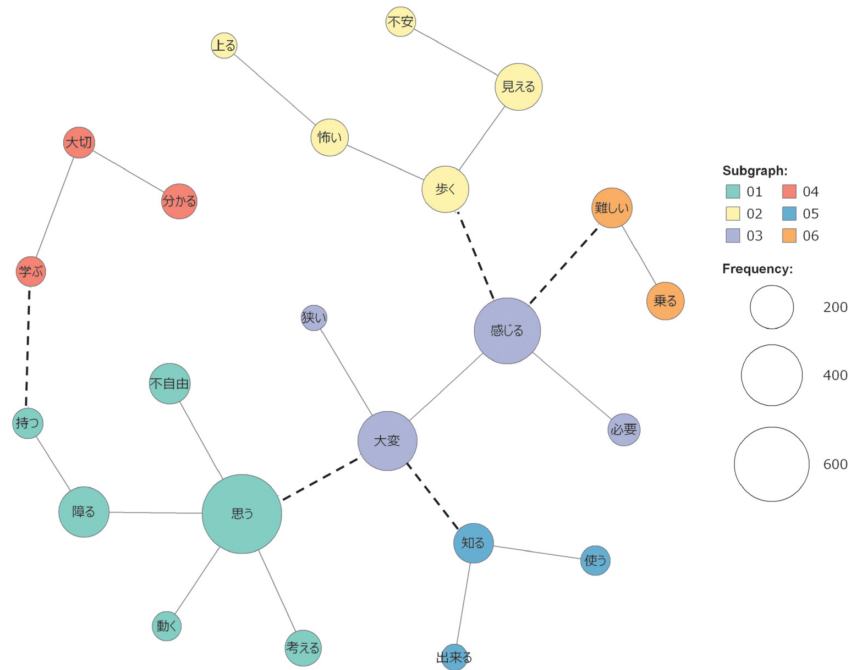 不安
上る
見える
怖い
大切
歩く
分かる
難しい
学ぶ
乗る
狭い
感じる
不自由
持つ
必要
大変
障る
思う
知る
使う
動く
考える
出来る
Subgraph:
01 04
02 05
03 06
Frequency:
200
400
600